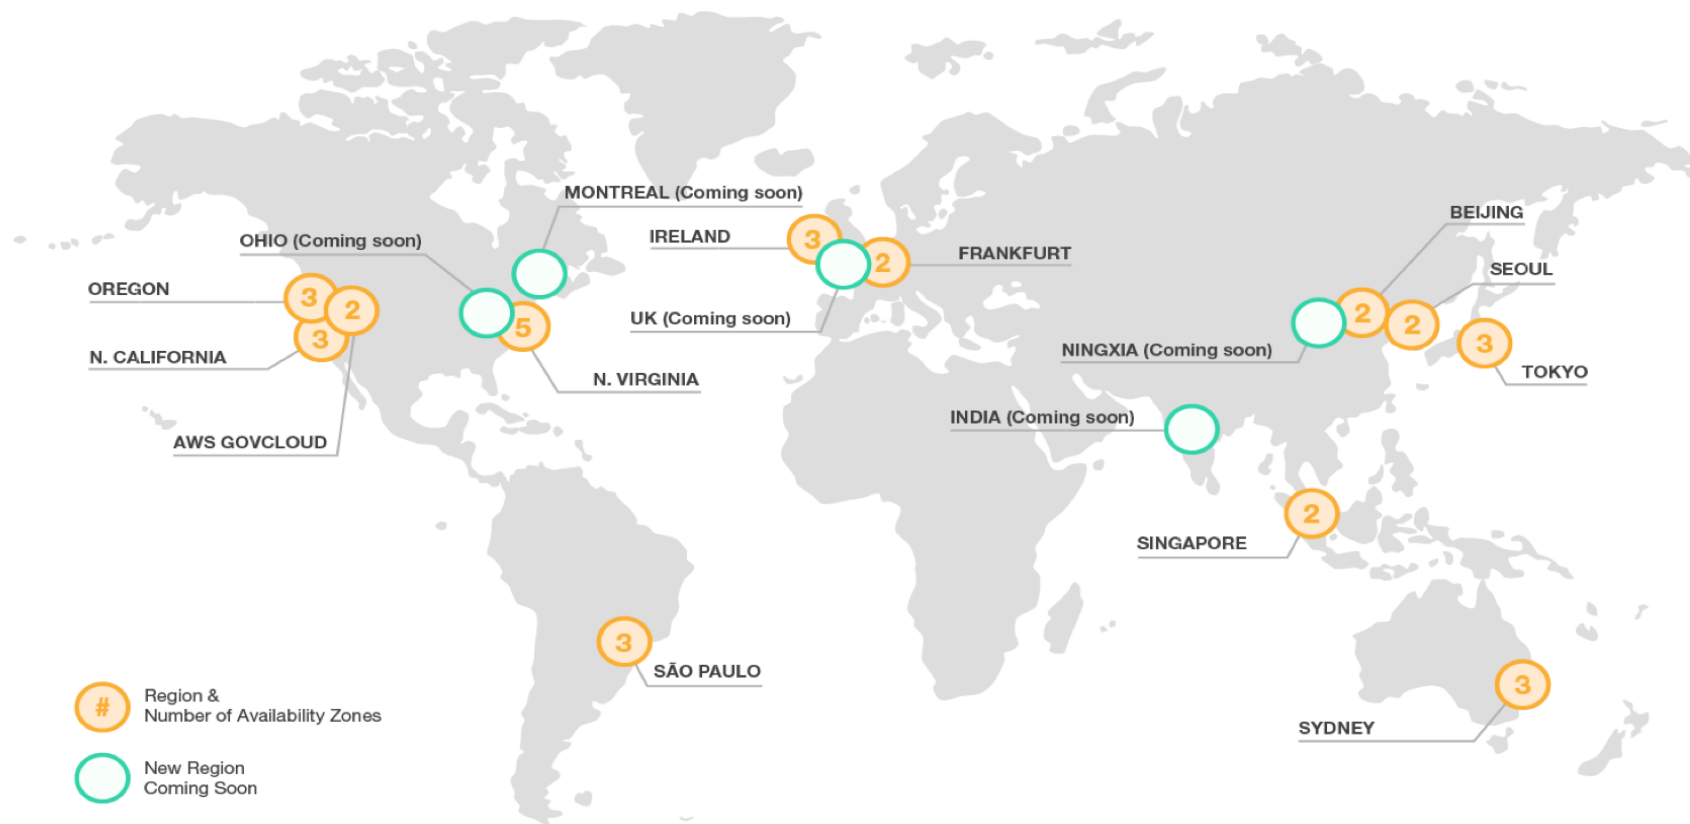 MONTREAL (Coming soon)
OHIO (Coming soon)
OREGON
3
2
3
5
N. CALIFORNIA
N. VIRGINIA
AWS GOVCLOUD
IRELAND
3
2
FRANKFURT
UK (Coming soon)
BEIJING
SEOUL
2
2
3
NINGXIA (Coming soon)
TOKYO
INDIA (Coming soon)
2
SINGAPORE
3
SÃO PAULO
3
SYDNEY
#
Region &
Number of Availability Zones
New Region
Coming Soon